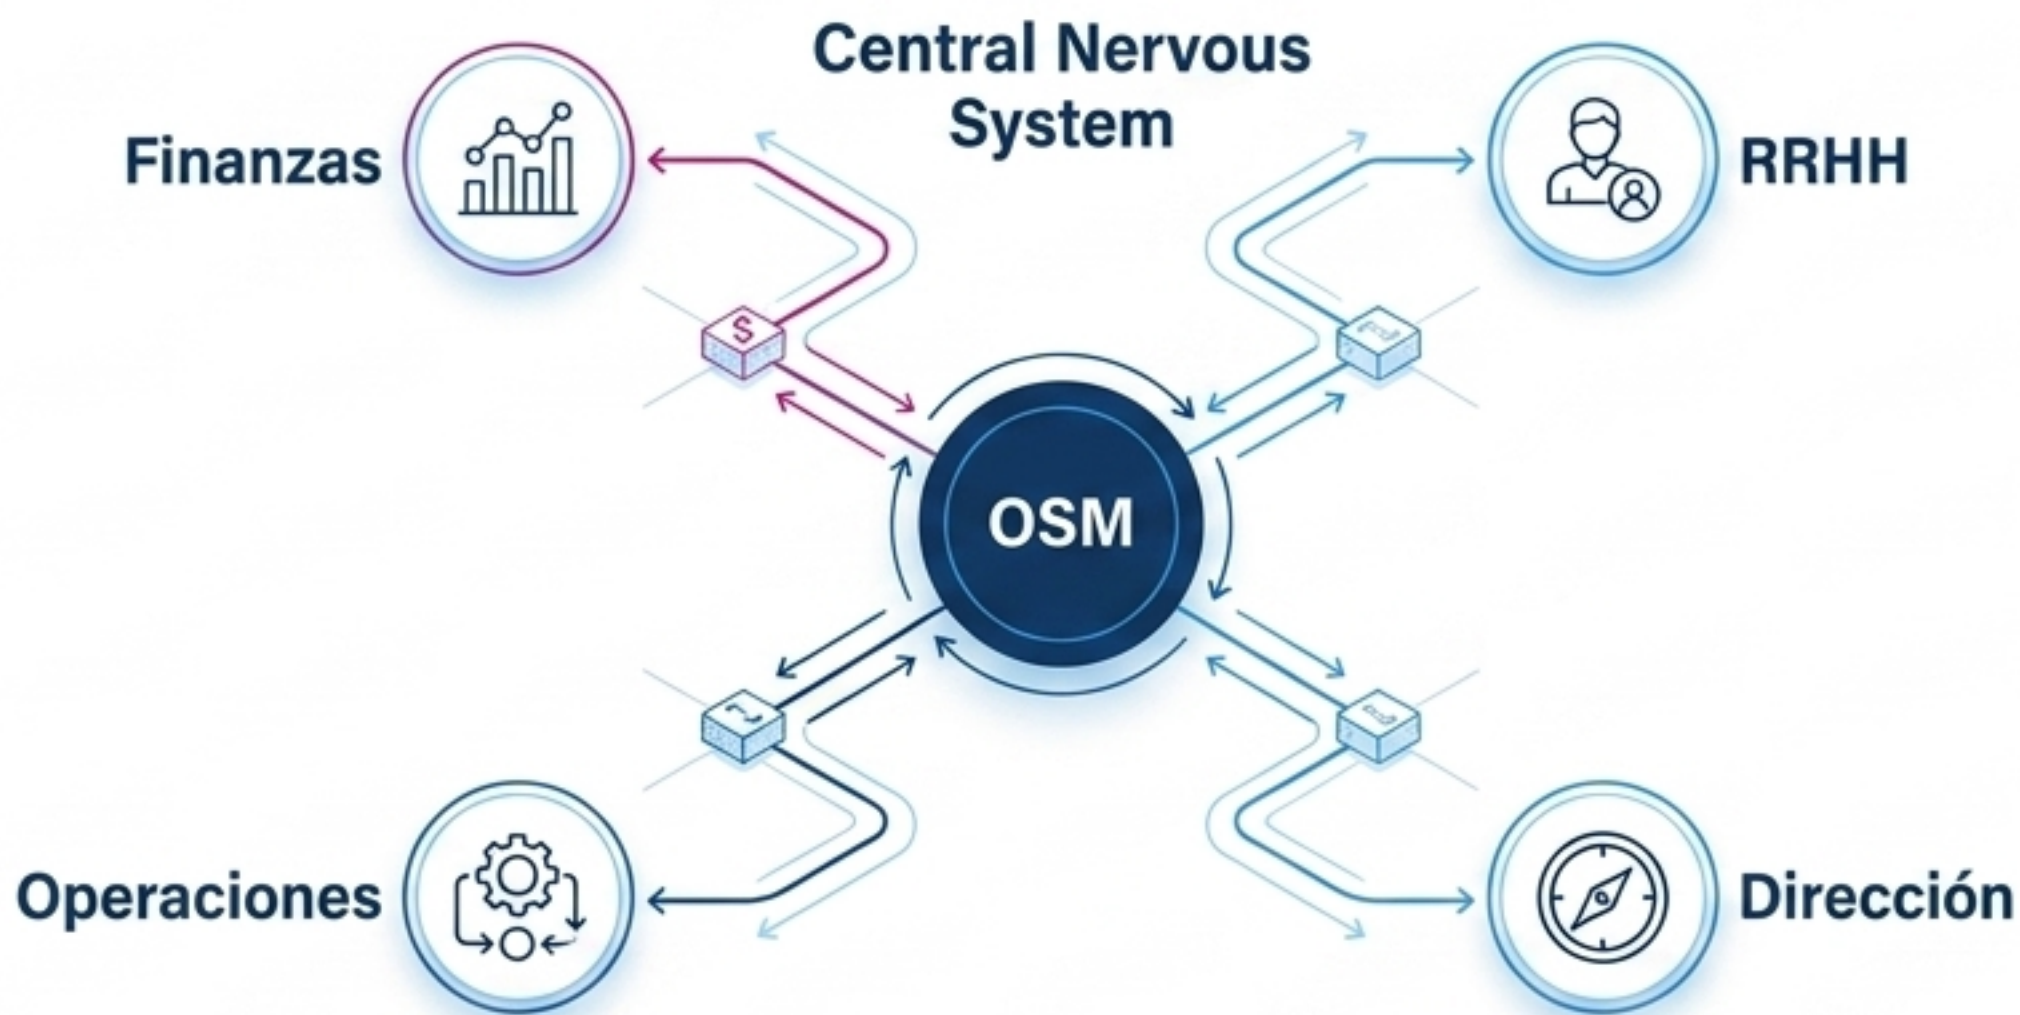 Central Nervous
System
Finanzas
RRHH
$
OSM
Operaciones
Dirección